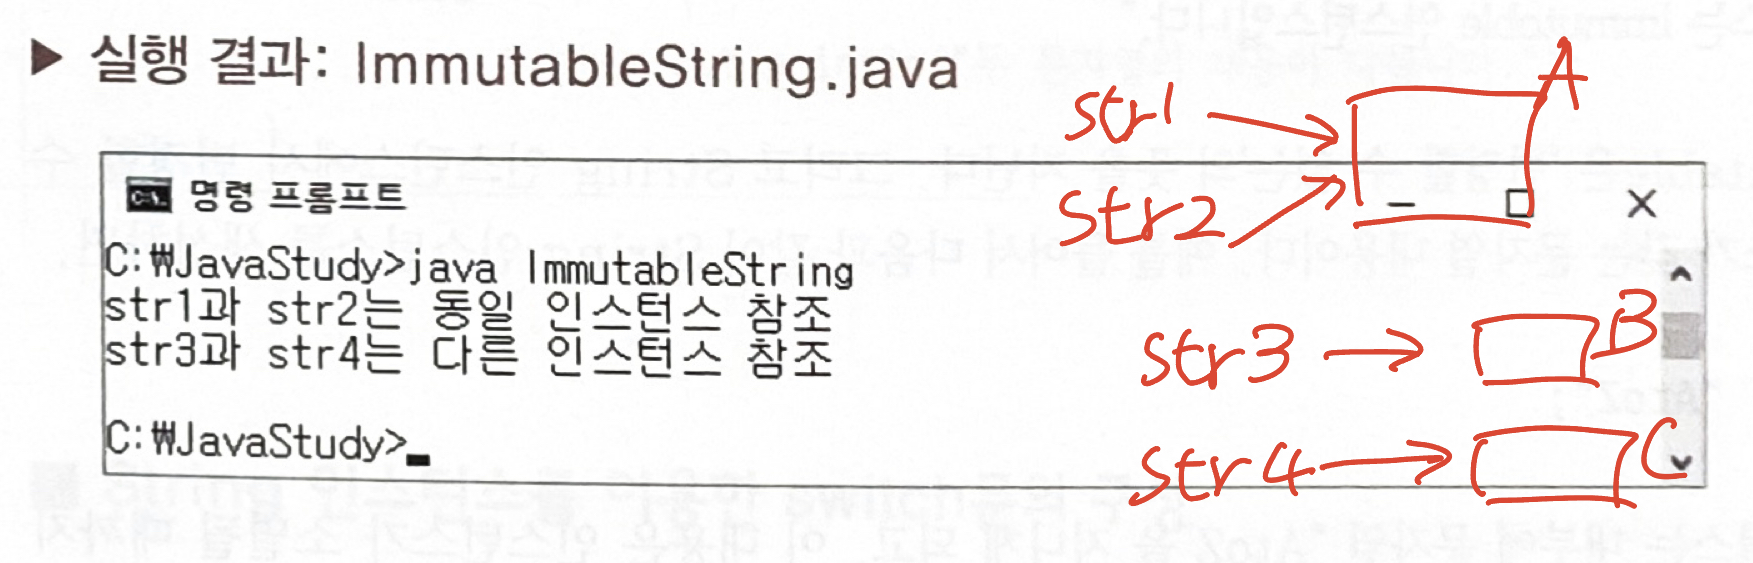 ▶ 실행 결과: ImmutableString.java
명령 프롬프트
C:₩JavaStudy>java ImmutableString
str1과 str2는 동일 인스턴스 참조
str3과 str4는 다른 인스턴스 참조
C:₩JavaStudy>
str1 → A
str2
str3 → B
str4 → C